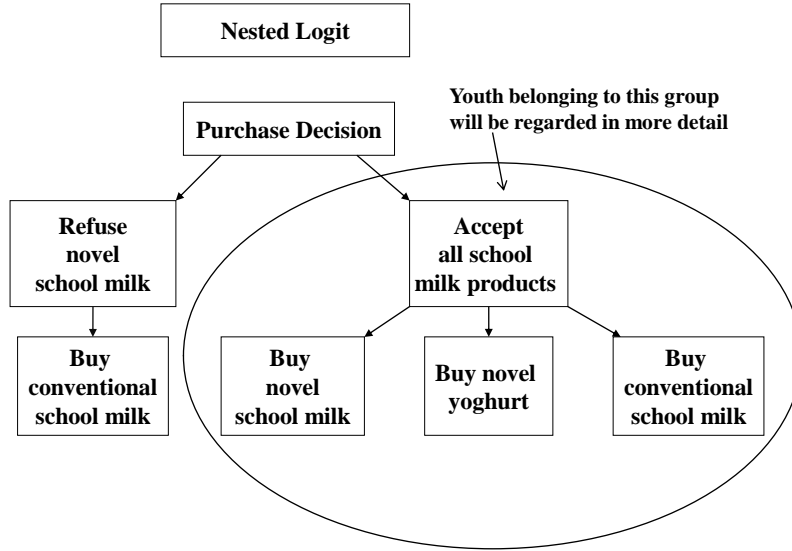 Nested Logit
Youth belonging to this group
will be regarded in more detail
Purchase Decision
Refuse
novel
school milk
Accept
all school
milk products
Buy
conventional
school milk
Buy
novel
school milk
Buy novel
yoghurt
Buy
conventional
school milk